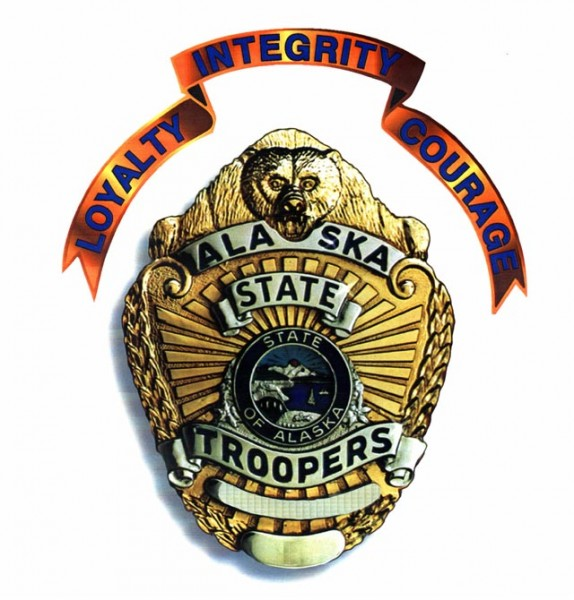 LOYALTY
INTEGRITY
COURAGE
ALASKA
STATE
STATE
OF ALASKA
TROOPERS